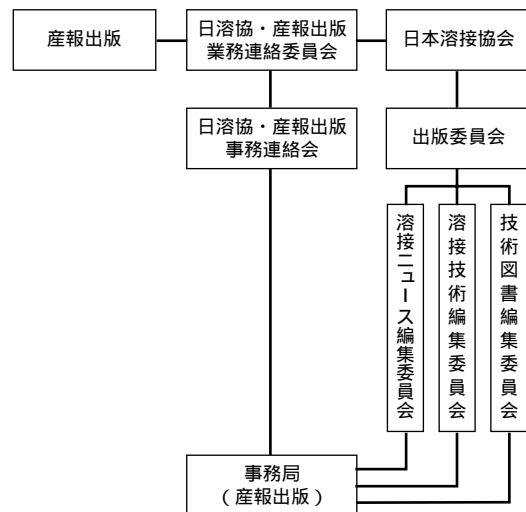 産報出版
日溶協・産報出版
業務連絡委員会
日本溶接協会
日溶協・産報出版
事務連絡会
出版委員会
溶接ニュース編集委員会
溶接技術編集委員会
技術図書編集委員会
事務局
（産報出版）